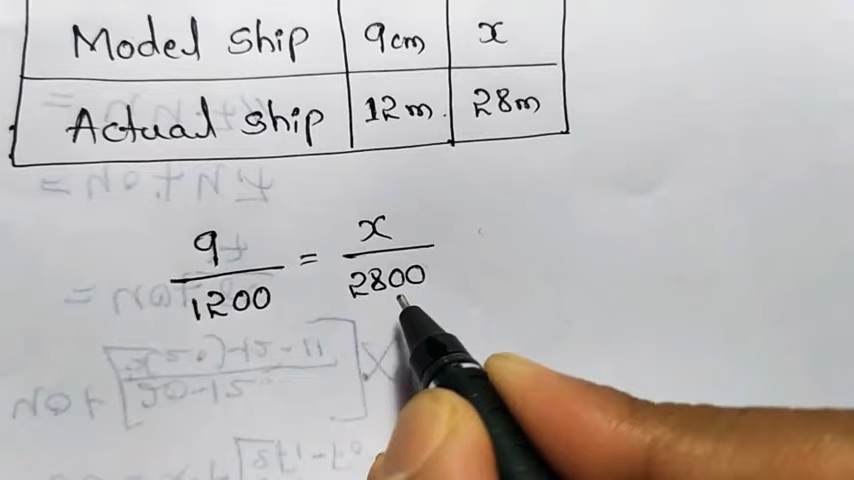 Model ship 9cm x
Actual ship 12m 28m
9/1200 = x/2800